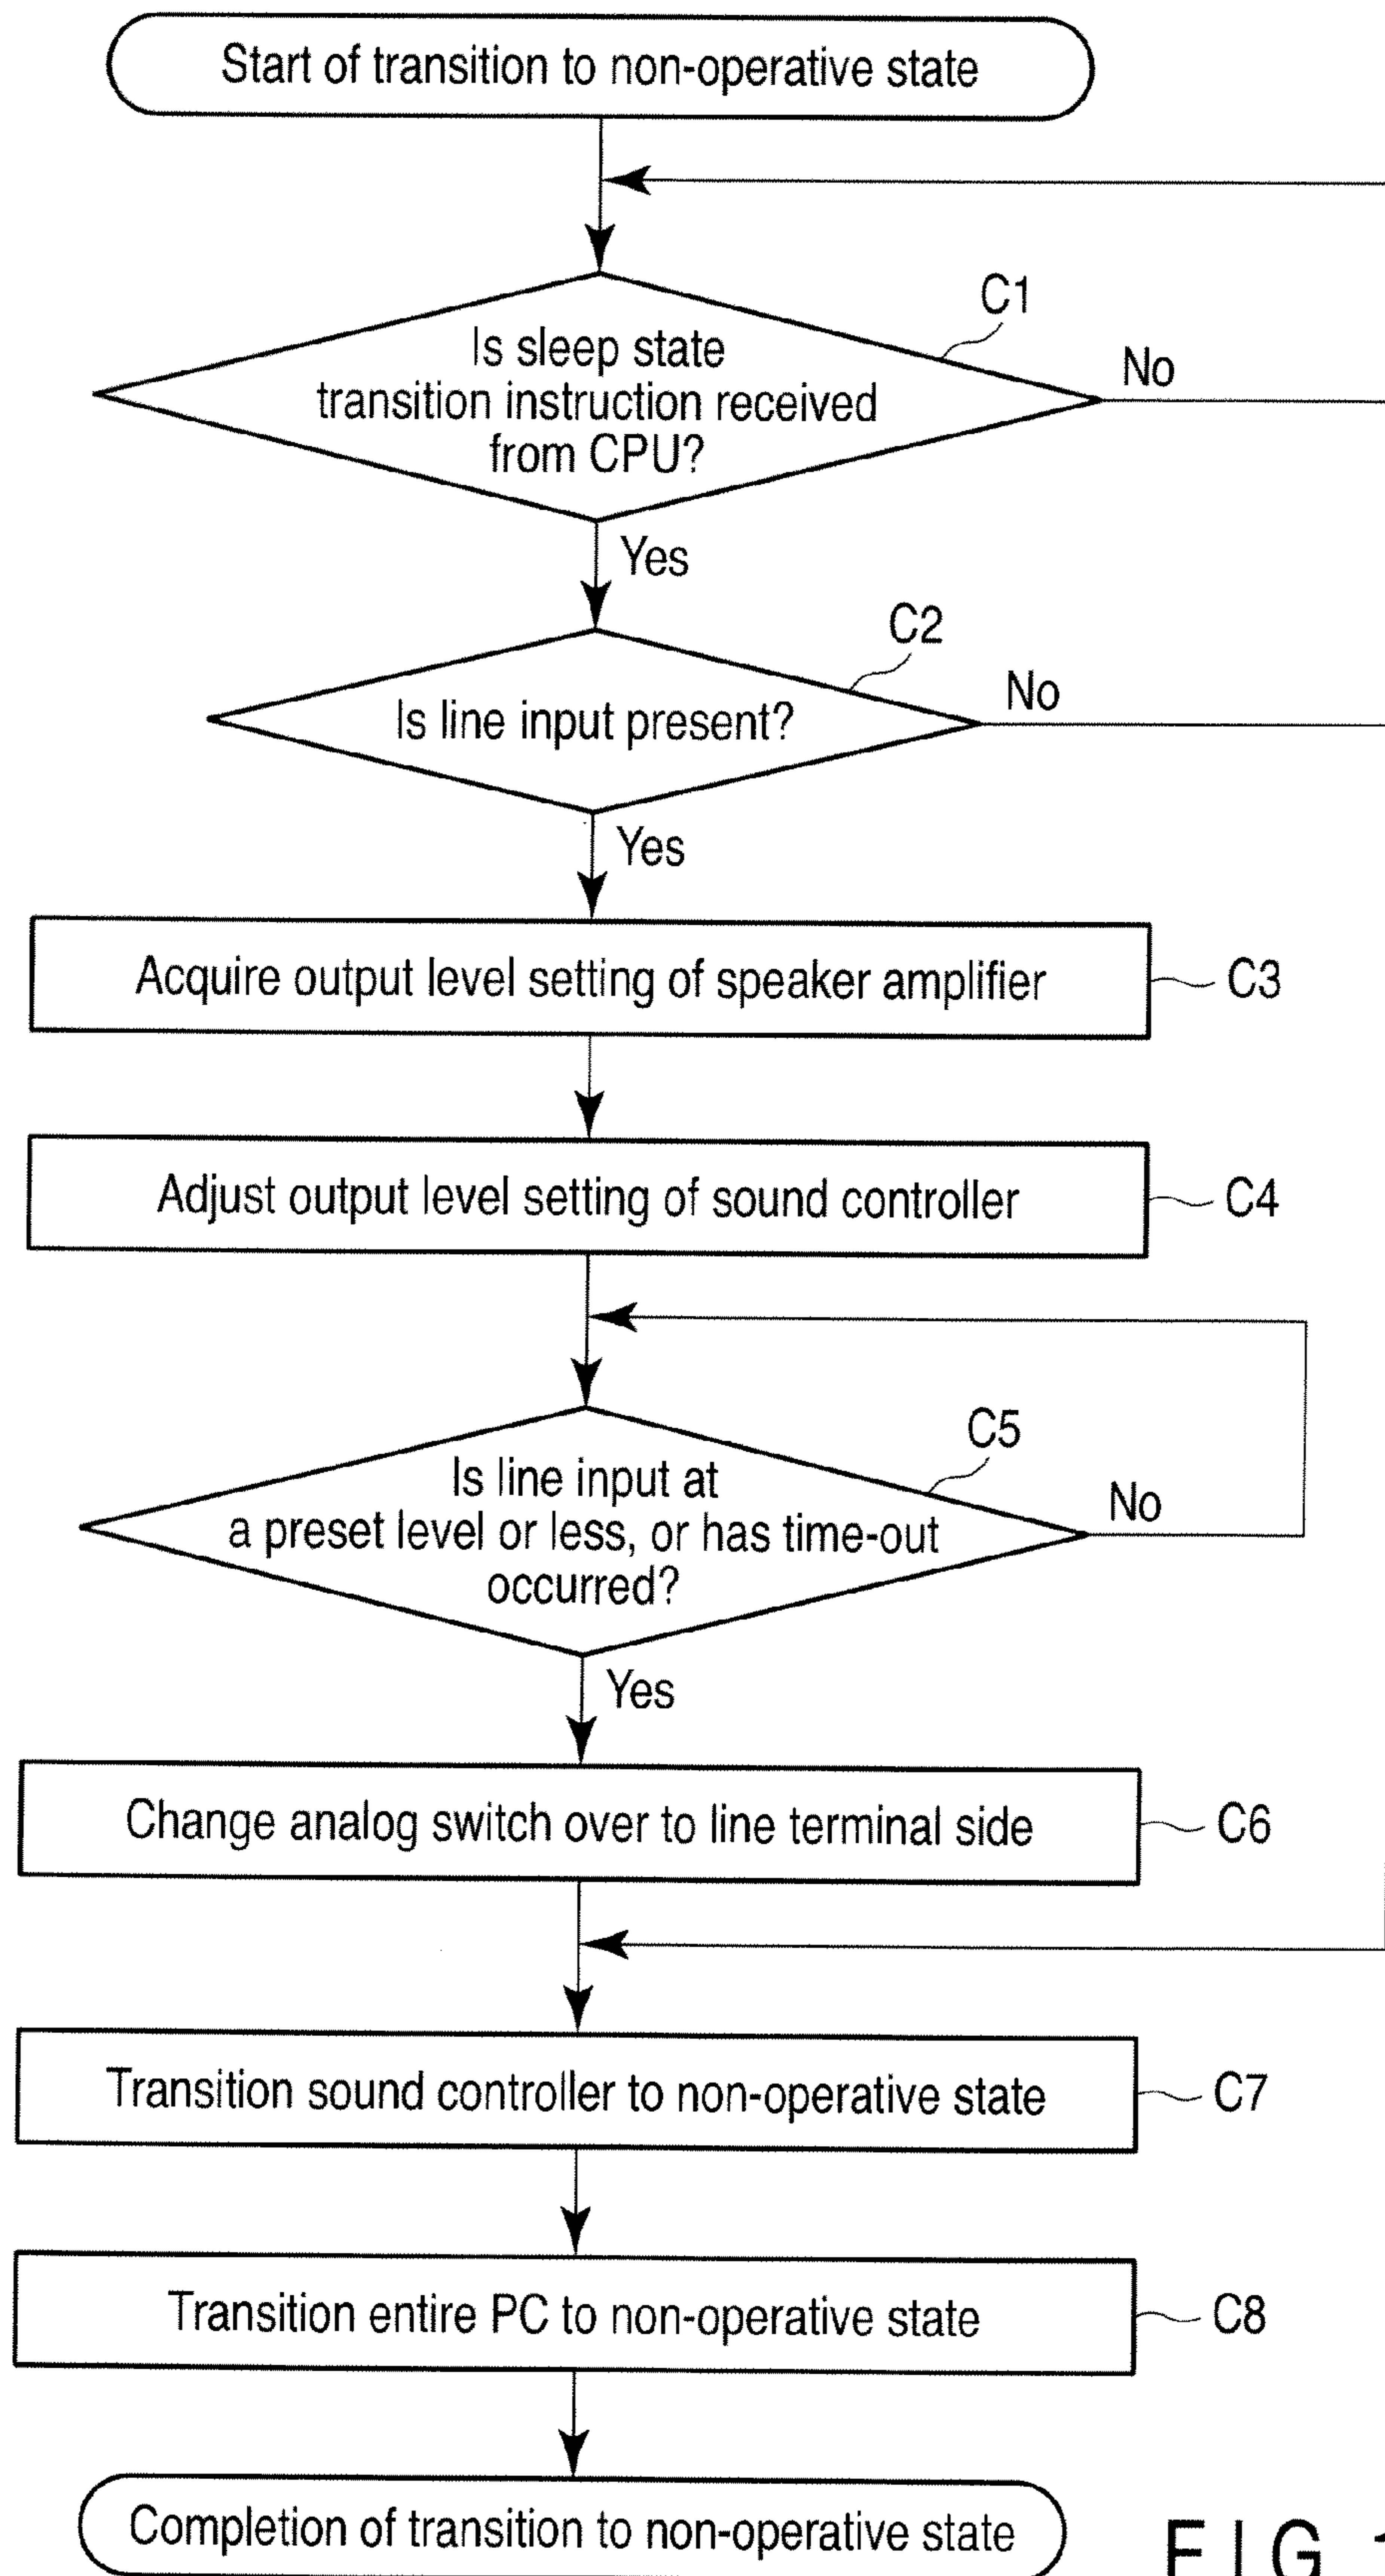 Start of transition to non-operative state
C1
Is sleep state
transition instruction received
from CPU?
No
Yes
C2
Is line input present?
No
Yes
Acquire output level setting of speaker amplifier
C3
Adjust output level setting of sound controller
C4
C5
Is line input at
a preset level or less, or has time-out
occurred?
No
Yes
Change analog switch over to line terminal side
C6
Transition sound controller to non-operative state
C7
Transition entire PC to non-operative state
C8
Completion of transition to non-operative state
FIG